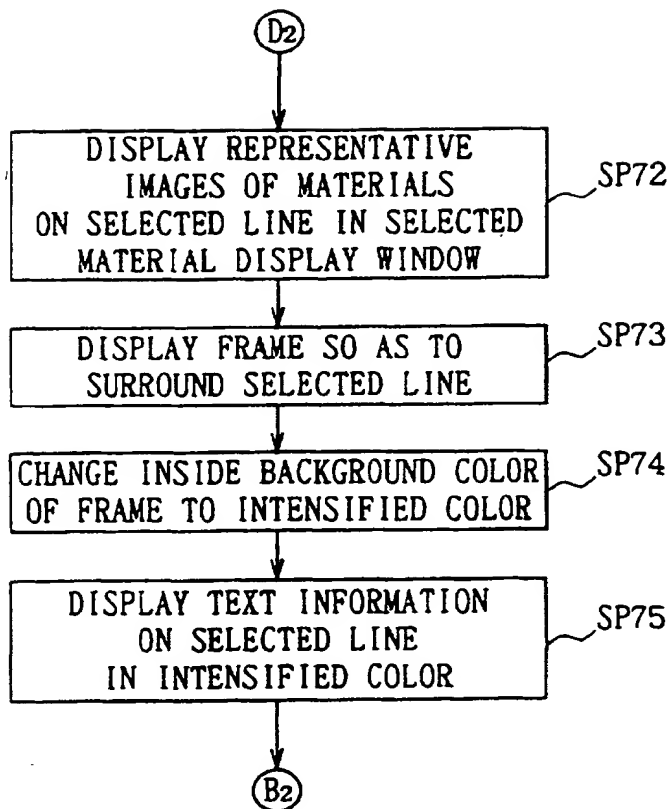 D2
DISPLAY REPRESENTATIVE
IMAGES OF MATERIALS
ON SELECTED LINE IN SELECTED
MATERIAL DISPLAY WINDOW
SP72
DISPLAY FRAME SO AS TO
SURROUND SELECTED LINE
SP73
CHANGE INSIDE BACKGROUND COLOR
OF FRAME TO INTENSIFIED COLOR
SP74
DISPLAY TEXT INFORMATION
ON SELECTED LINE
IN INTENSIFIED COLOR
SP75
B2